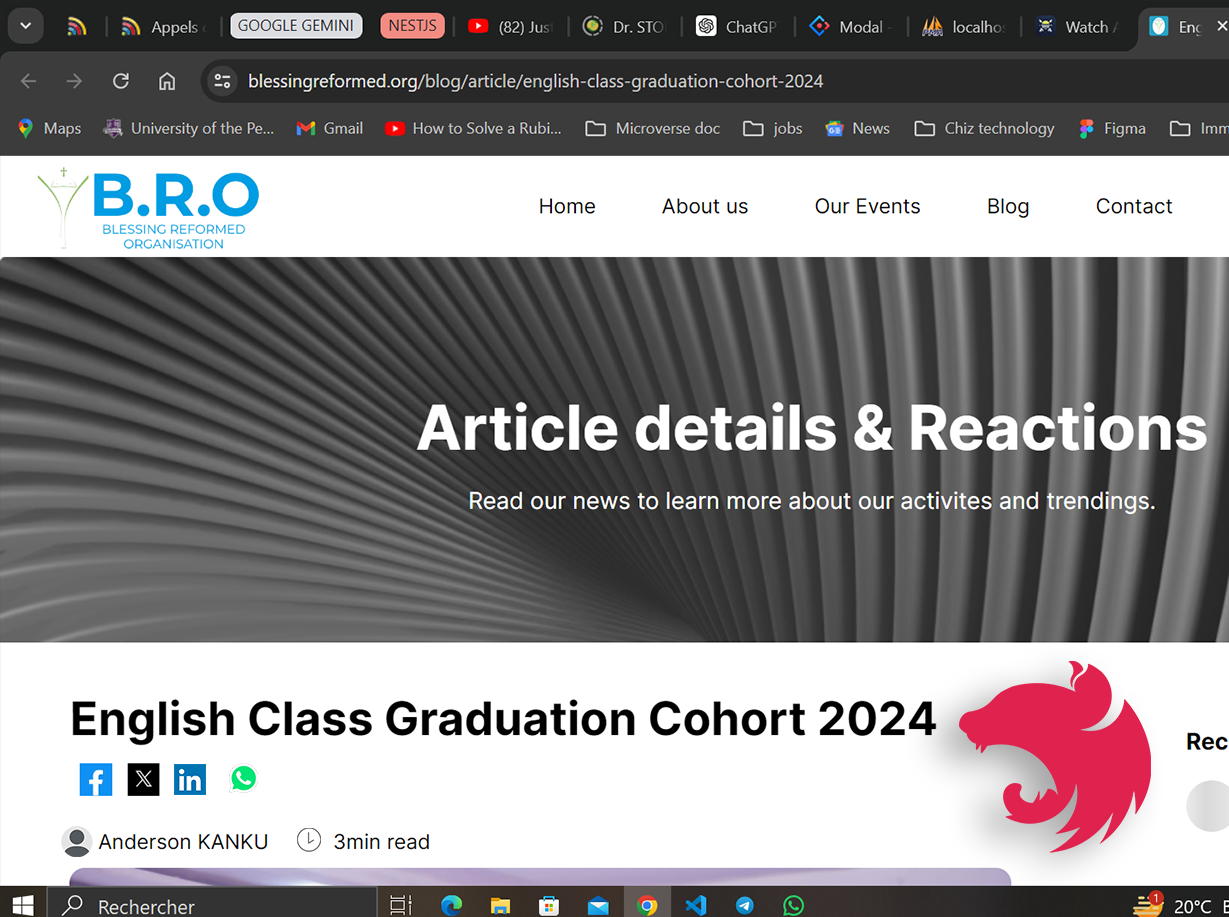 Appels
GOOGLE GEMINI
NESTJS
(82) Jus
Dr. STO
ChatGP
Modal -
localhos
Watch
Eng
blessingreformed.org/blog/article/english-class-graduation-cohort-2024
Maps
University of the Pe...
Gmail
How to Solve a Rubi...
Microverse doc
jobs
News
Chiz technology
Figma
Imm
B.R.O
BLESSING REFORMED
ORGANISATION
Home
About us
Our Events
Blog
Contact
Article details & Reactions
Read our news to learn more about our activites and trendings.
English Class Graduation Cohort 2024
Anderson KANKU
3min read
Rec
Rechercher
1
20°C